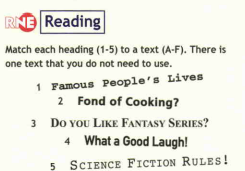 RNE Reading
Match each heading (1-5) to a text (A-F). There is
one text that you do not need to use.
1 Famous People's Lives
2 Fond of Cooking?
3 DO YOU LIKE FANTASY SERIES?
4 What a Good Laugh!
5 SCIENCE FICTION RULES!